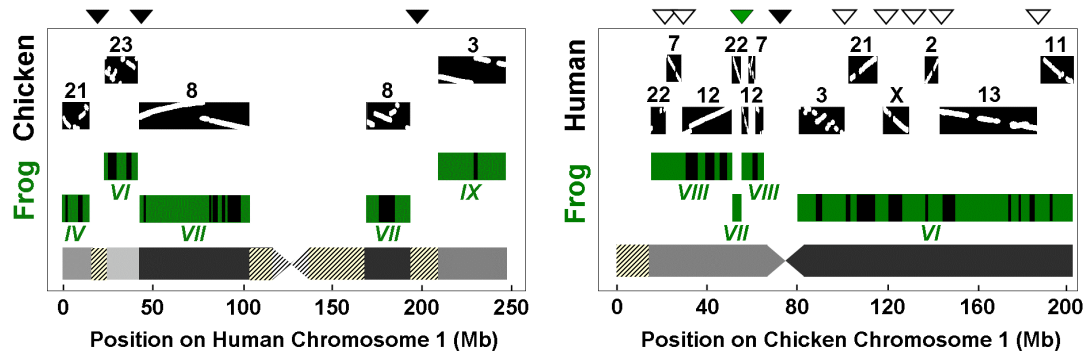 Chicken
Frog
23
3
21
8
8
VI
IX
IV
VII
VII
0
50
100
150
200
250
Position on Human Chromosome 1 (Mb)
Human
Frog
7
22
7
21
2
11
22
12
12
3
X
13
VIII
VIII
VII
VI
0
40
80
120
160
200
Position on Chicken Chromosome 1 (Mb)